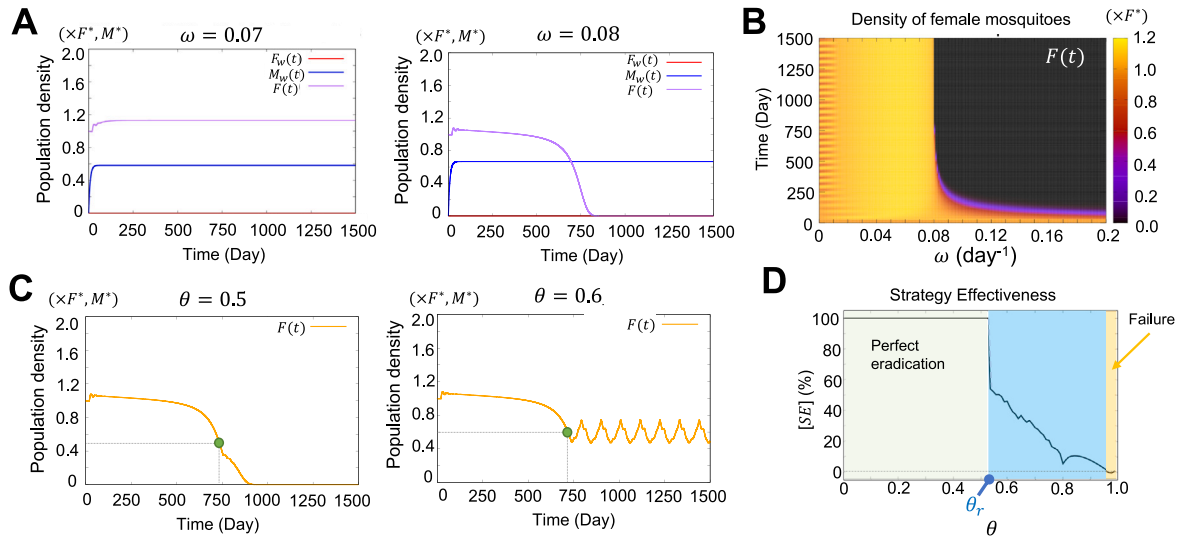 A
(×F*, M*)
ω = 0.07
Population density
2.0
1.6
1.2
0.8
0.4
0
F_w(t)
M_w(t)
F(t)
0 250 500 750 1000 1250 1500
Time (Day)
(×F*, M*)
ω = 0.08
Population density
2.0
1.6
1.2
0.8
0.4
0
F_w(t)
M_w(t)
F(t)
0 250 500 750 1000 1250 1500
Time (Day)
B
Density of female mosquitoes
(×F*)
Time (Day)
1500
1250
1000
750
500
250
0
F(t)
1.2
1.0
0.8
0.6
0.4
0.2
0.0
0 0.04 0.08 0.12 0.16 0.2
ω (day⁻¹)
C
(×F*, M*)
θ = 0.5
Population density
2.0
1.6
1.2
0.8
0.4
0
F(t)
0 250 500 750 1000 1250 1500
Time (Day)
(×F*, M*)
θ = 0.6
Population density
2.0
1.6
1.2
0.8
0.4
0
F(t)
0 250 500 750 1000 1250 1500
Time (Day)
D
Strategy Effectiveness
[SE] (%)
100
80
60
40
20
0
Perfect
eradication
Failure
0 0.2 0.4 0.6 0.8 1.0
θ_r
θ